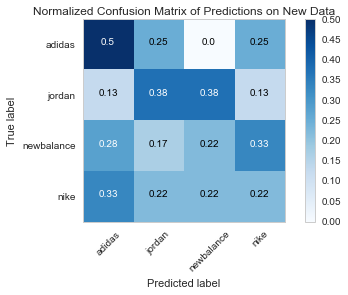 Normalized Confusion Matrix of Predictions on New Data
True label
adidas 0.5 0.25 0.0 0.25
jordan 0.13 0.38 0.38 0.13
newbalance 0.28 0.17 0.22 0.33
nike 0.33 0.22 0.22 0.22
adidas jordan newbalance nike
Predicted label
0.50
0.45
0.40
0.35
0.30
0.25
0.20
0.15
0.10
0.05
0.00